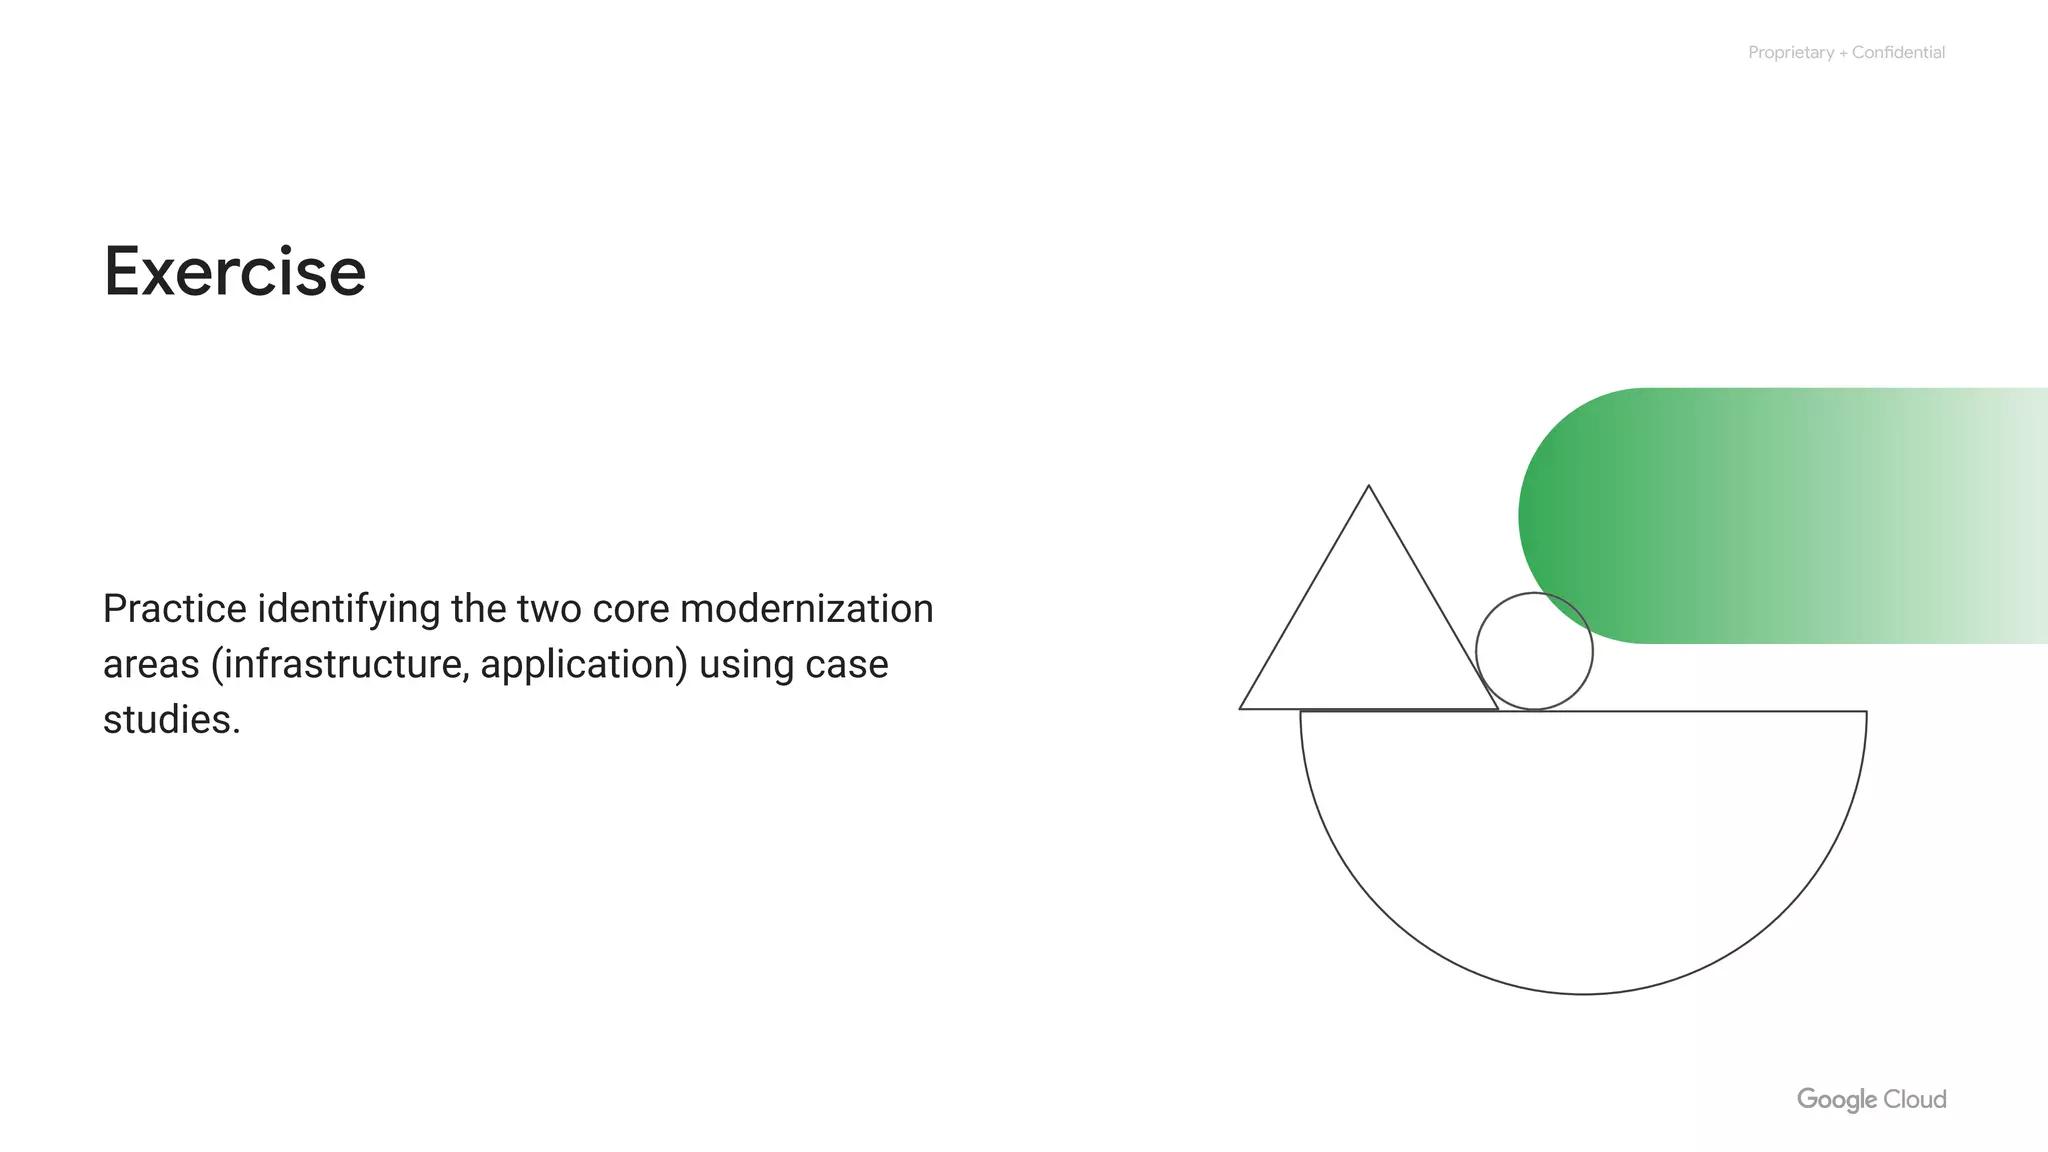 Proprietary + Confidential
Exercise
Practice identifying the two core modernization
areas (infrastructure, application) using case
studies.
Google Cloud